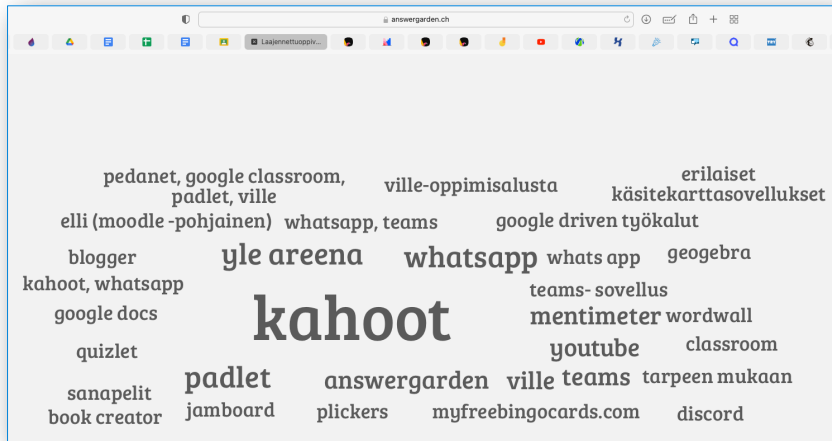 answergarden.ch
Laajennettuoppiv...
pedanet, google classroom,
padlet, ville
ville-oppimisalusta
erilaiset
käsitekarttasovellukset
elli (moodle -pohjainen)
whatsapp, teams
google driven työkalut
blogger
yle areena
whatsapp
whats app
geogebra
kahoot, whatsapp
teams- sovellus
google docs
kahoot
mentimeter
wordwall
quizlet
youtube
classroom
padlet
answergarden
ville
teams
tarpeen mukaan
sanapelit
book creator
jamboard
plickers
myfreebingocards.com
discord